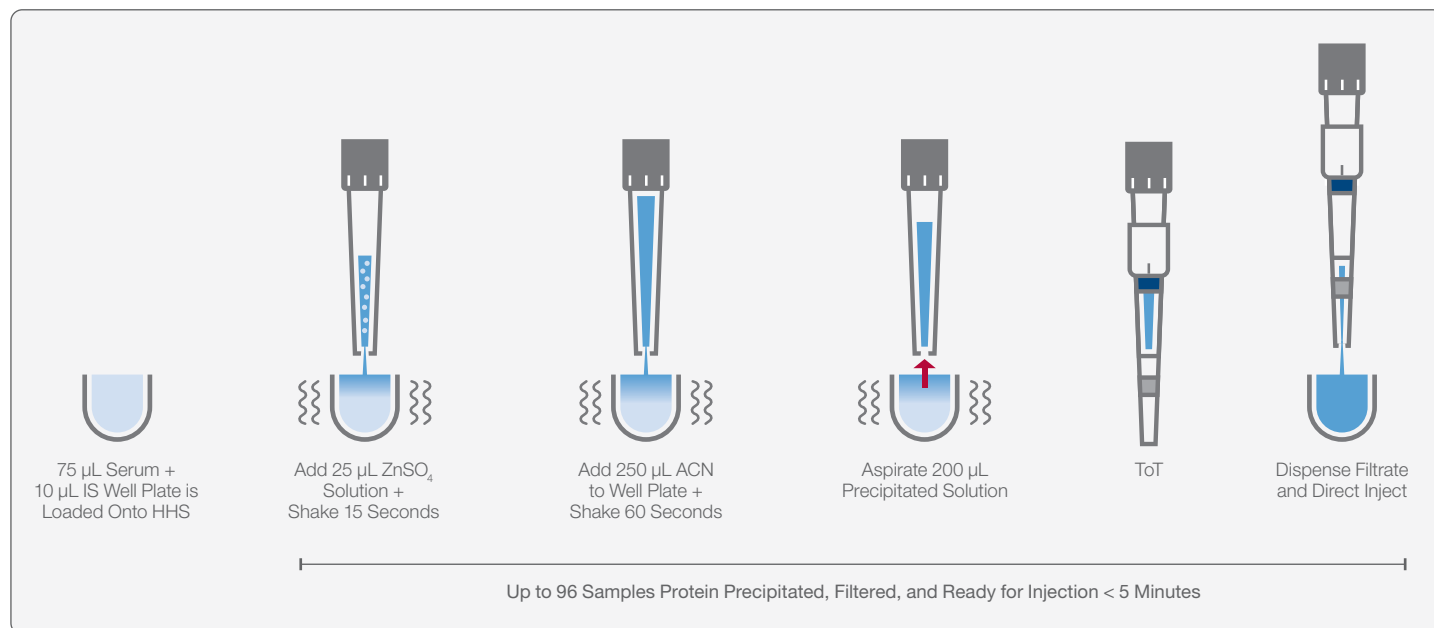 75 µL Serum +
10 µL IS Well Plate is
Loaded Onto HHS
Add 25 µL ZnSO₄
Solution +
Shake 15 Seconds
Add 250 µL ACN
to Well Plate +
Shake 60 Seconds
Aspirate 200 µL
Precipitated Solution
ToT
Dispense Filtrate
and Direct Inject
Up to 96 Samples Protein Precipitated, Filtered, and Ready for Injection < 5 Minutes